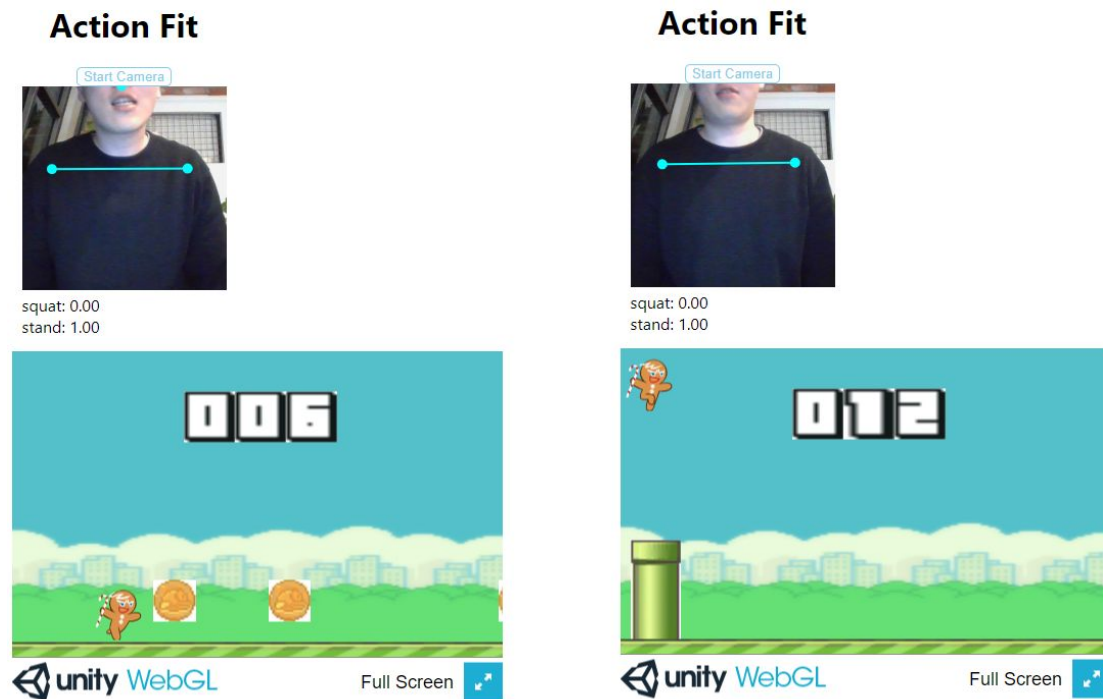 Action Fit
Start Camera
squat: 0.00
stand: 1.00
006
unity WebGL
Full Screen
Action Fit
Start Camera
squat: 0.00
stand: 1.00
012
unity WebGL
Full Screen